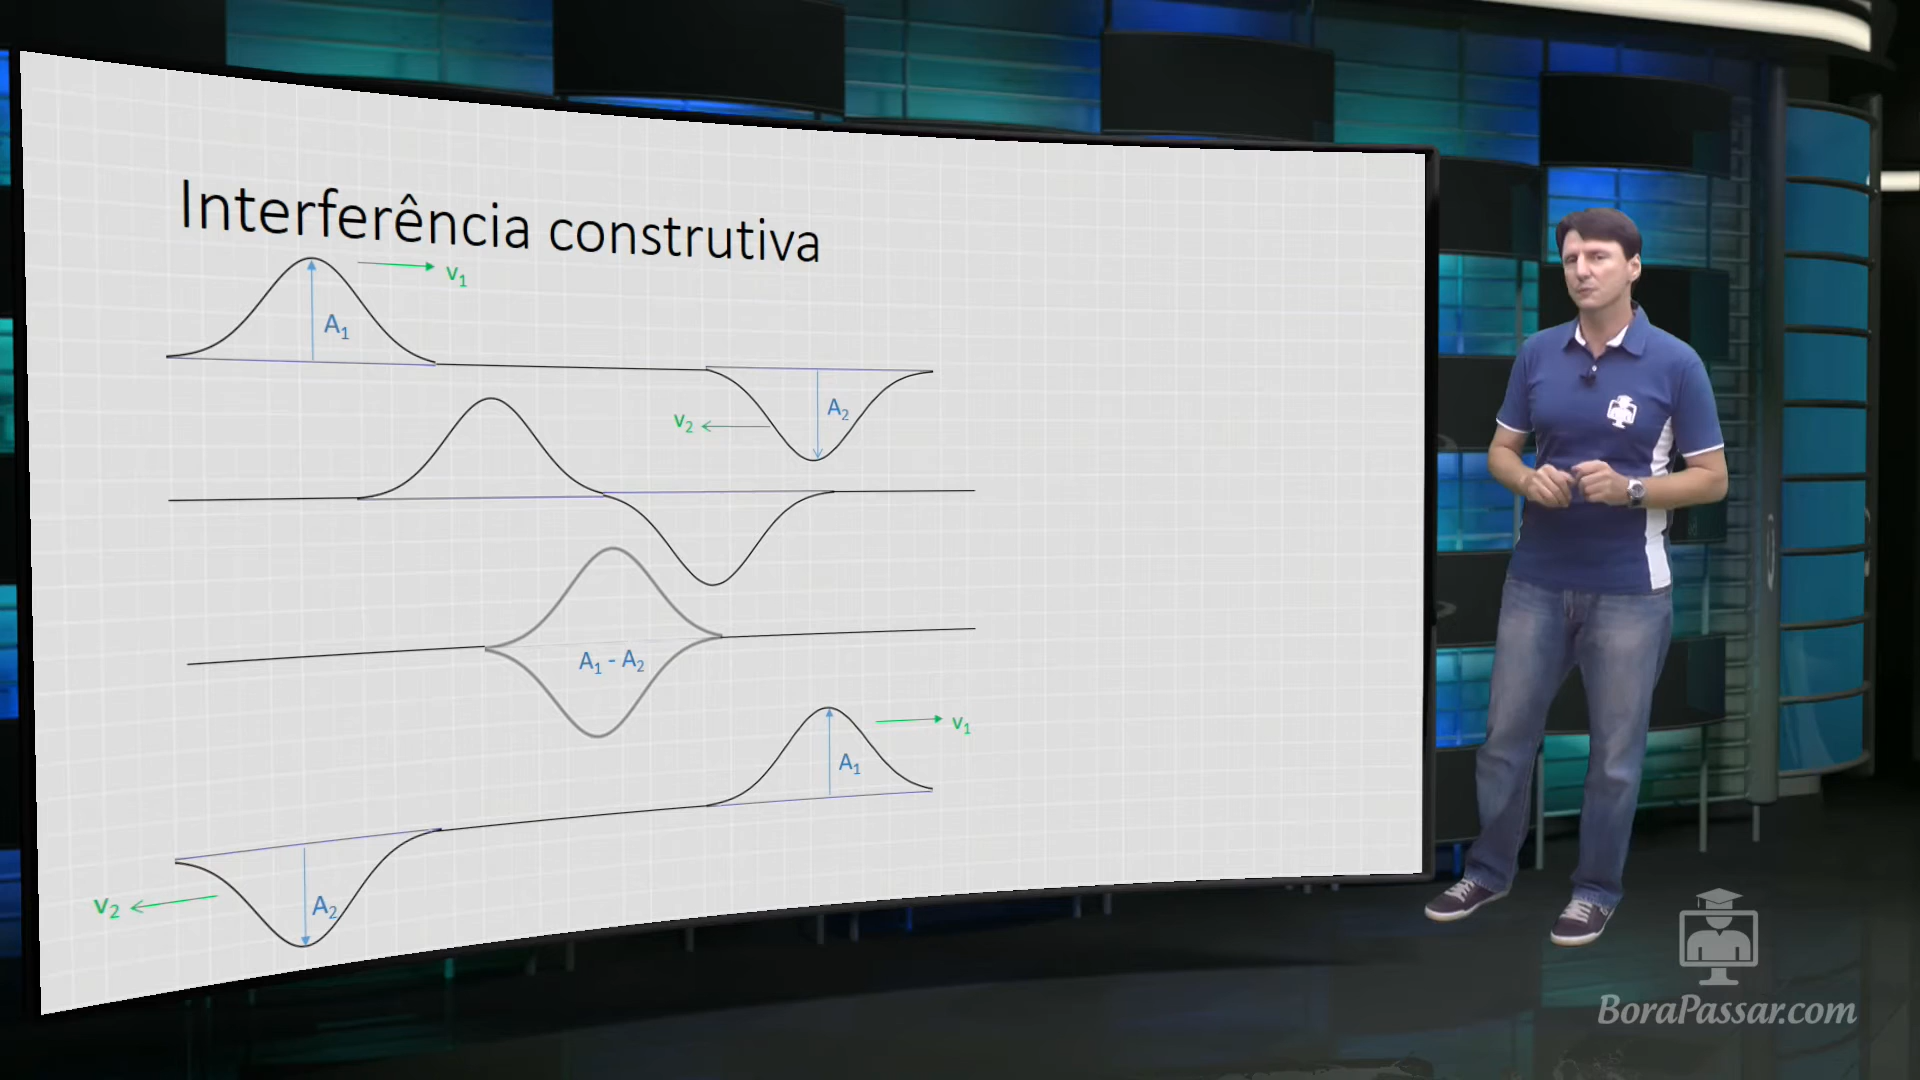 Interferência construtiva
v₁
A₁
A₂
v₂
A₁ - A₂
v₁
A₁
A₂
v₂
BoraPassar.com